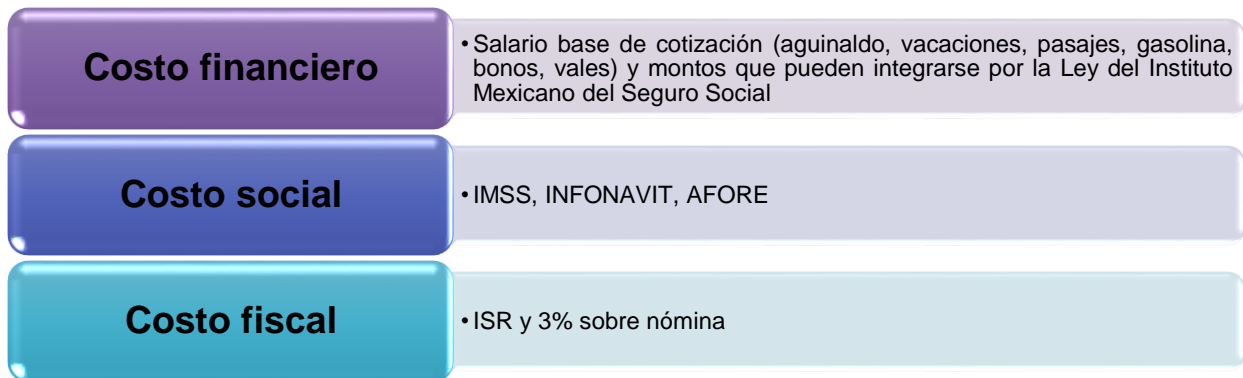 Costo financiero
• Salario base de cotización (aguinaldo, vacaciones, pasajes, gasolina,
bonos, vales) y montos que pueden integrarse por la Ley del Instituto
Mexicano del Seguro Social
Costo social
• IMSS, INFONAVIT, AFORE
Costo fiscal
• ISR y 3% sobre nómina